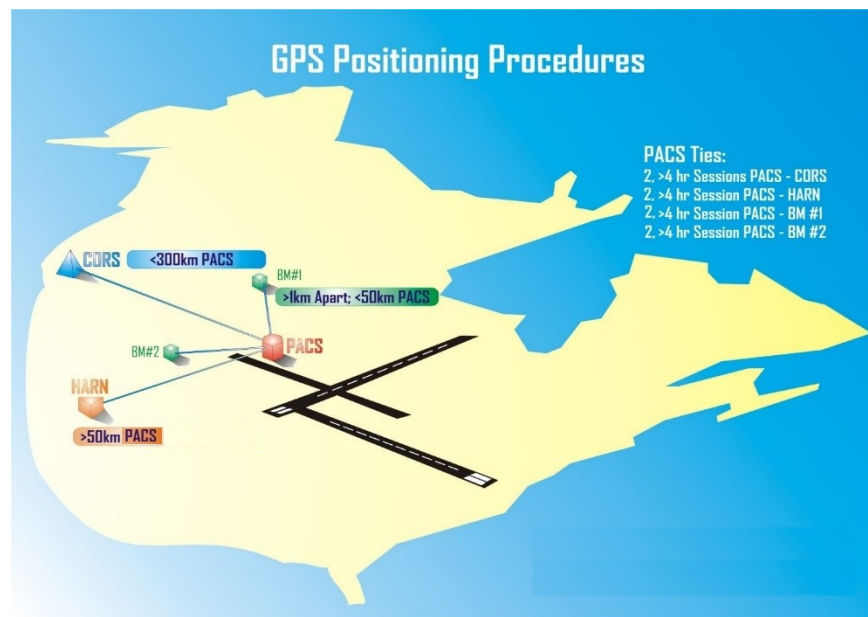 GPS Positioning Procedures
PACS Ties:
2, >4 hr Sessions PACS - CORS
2, >4 hr Session PACS - HARN
2, >4 hr Session PACS - BM #1
2, >4 hr Session PACS - BM #2
CORS
<300km PACS
BM#1
>1km Apart; <50km PACS
BM#2
PACS
HARN
>50km PACS